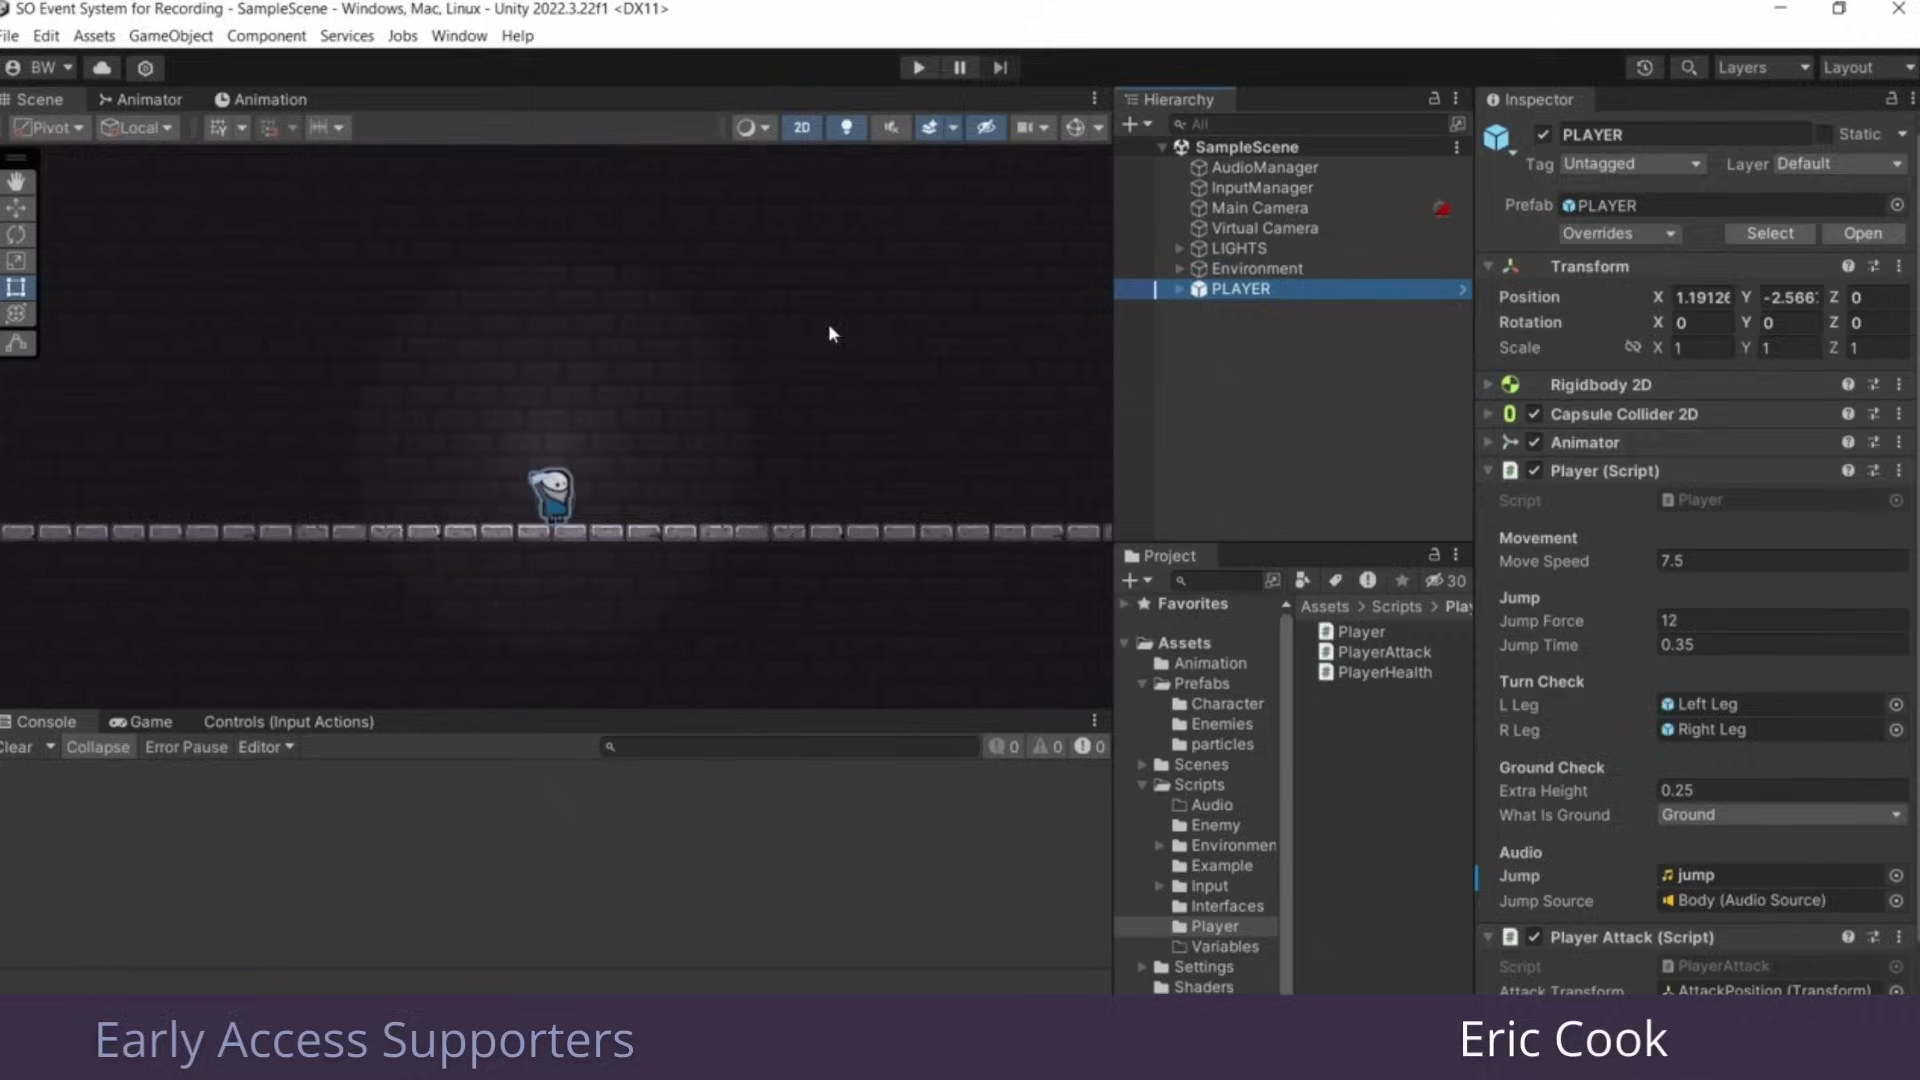 SO Event System for Recording - SampleScene - Windows, Mac, Linux - Unity 2022.3.22f1 <DX11>
File Edit Assets GameObject Component Services Jobs Window Help
BW
Layers Layout
Scene Animator Animation
Pivot Local 2D
Hierarchy
All
SampleScene
AudioManager
InputManager
Main Camera
Virtual Camera
LIGHTS
Environment
PLAYER
Inspector
PLAYER Static
Tag Untagged Layer Default
Prefab PLAYER
Overrides Select Open
Transform
Position X 1.19126 Y -2.566 Z 0
Rotation X 0 Y 0 Z 0
Scale X 1 Y 1 Z 1
Rigidbody 2D
Capsule Collider 2D
Animator
Player (Script)
Script Player
Movement
Move Speed 7.5
Jump
Jump Force 12
Jump Time 0.35
Turn Check
L Leg Left Leg
R Leg Right Leg
Ground Check
Extra Height 0.25
What Is Ground Ground
Audio
Jump jump
Jump Source Body (Audio Source)
Player Attack (Script)
Script PlayerAttack
Attack Transform AttackPosition (Transform)
Project
30
Favorites
Assets
Animation
Prefabs
Character
Enemies
particles
Scenes
Scripts
Audio
Enemy
Environmen
Example
Input
Interfaces
Player
Variables
Settings
Shaders
Assets > Scripts > Play
Player
PlayerAttack
PlayerHealth
Console Game Controls (Input Actions)
Clear Collapse Error Pause Editor 0 0 0
Early Access Supporters
Eric Cook